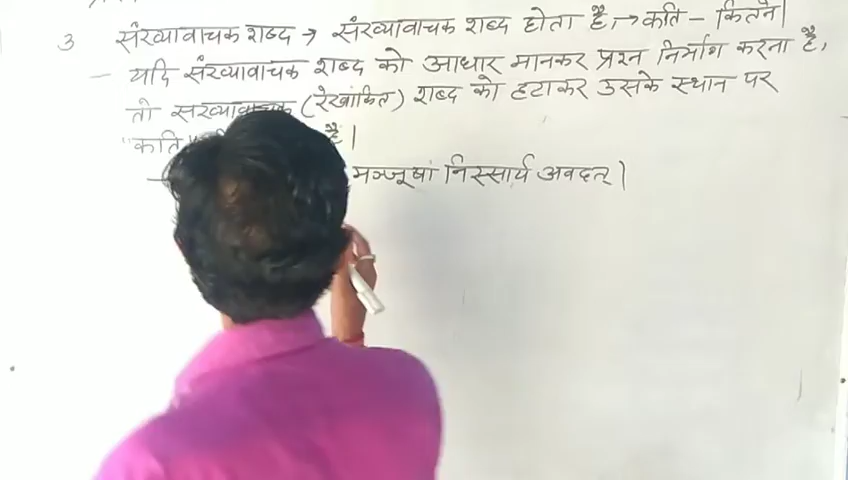 3 संख्यावाचक शब्द → संख्यावाचक शब्द होता है, → कति - कितने|
- यदि संख्यावाचक शब्द को आधार मानकर प्रश्न निर्माण करना है,
तो सख्यावाचक (रेखांकित) शब्द को हटाकर उसके स्थान पर
"कति" है|
मञ्जूषां निस्सार्य अवदत्|